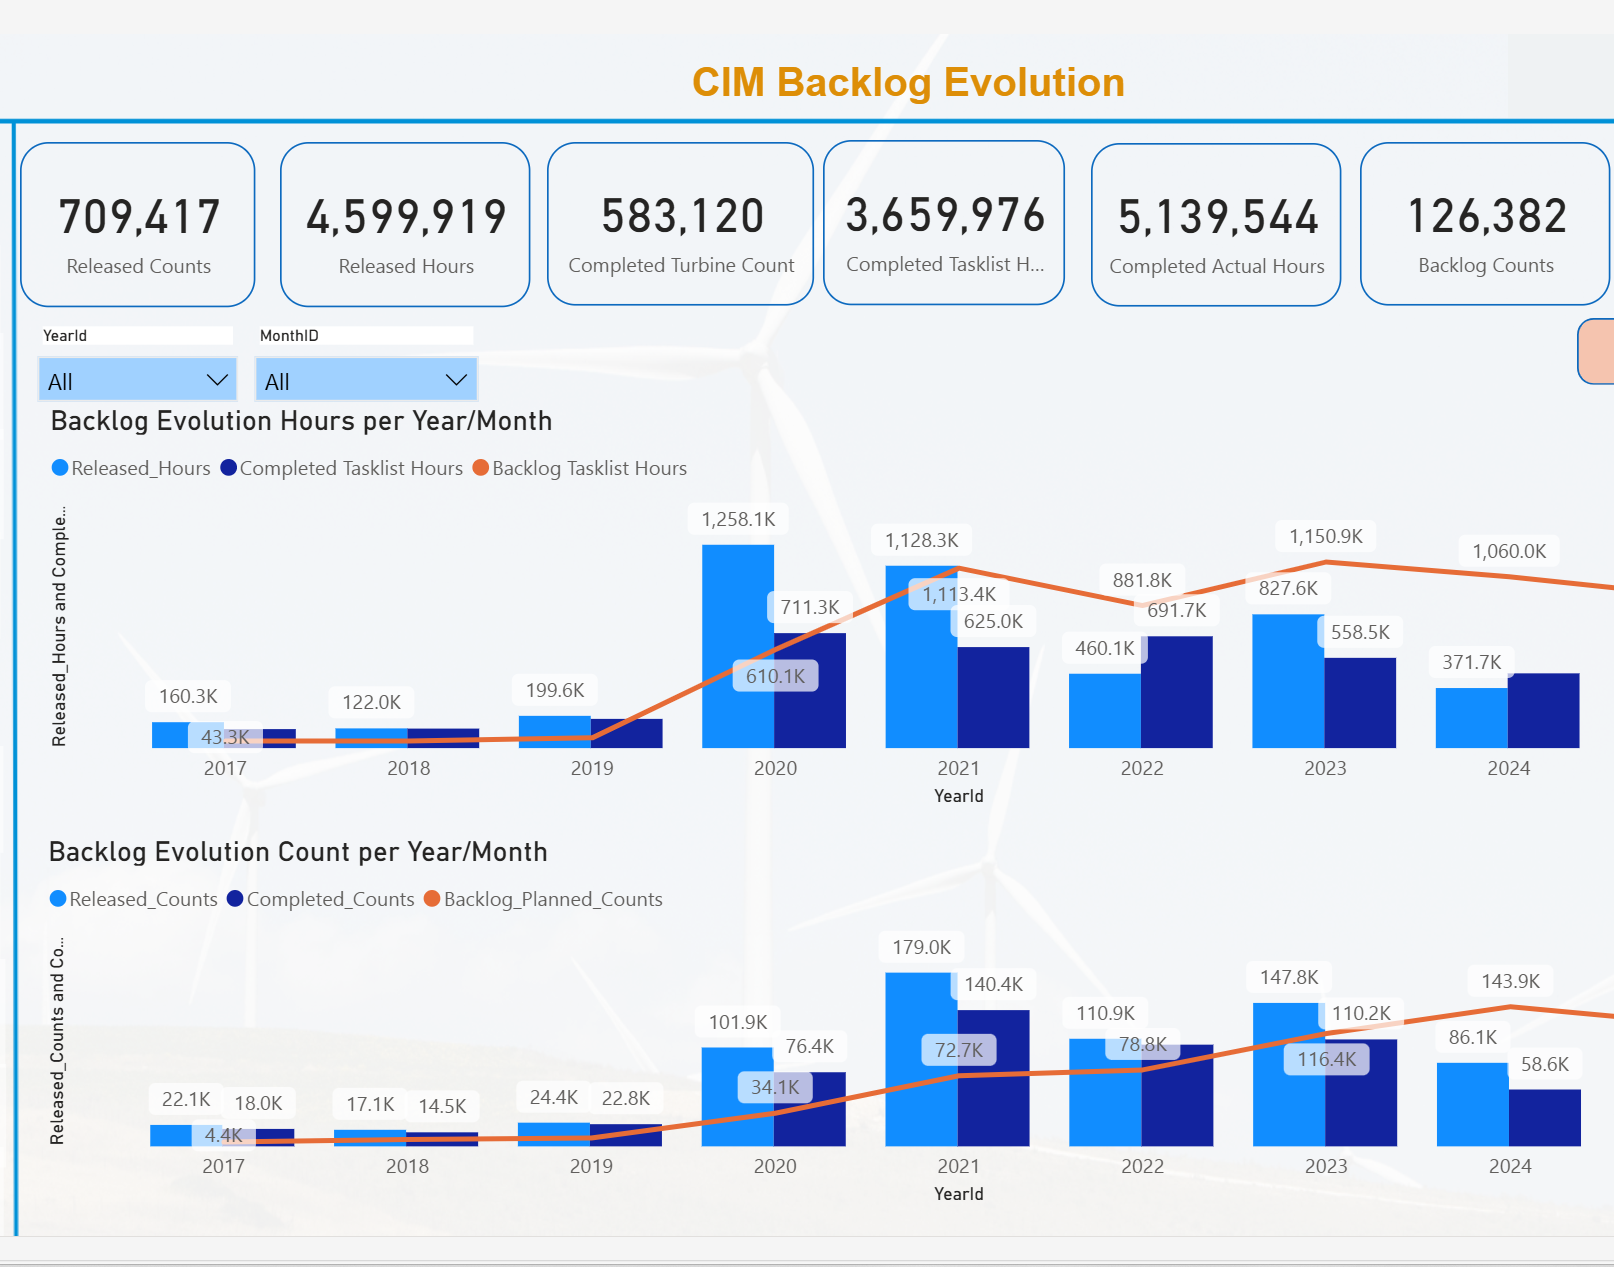 CIM Backlog Evolution
709,417
Released Counts
4,599,919
Released Hours
583,120
Completed Turbine Count
3,659,976
Completed Tasklist H...
5,139,544
Completed Actual Hours
126,382
Backlog Counts
YearId
MonthID
All
All
Backlog Evolution Hours per Year/Month
Released_Hours Completed Tasklist Hours Backlog Tasklist Hours
Released_Hours and Comple...
160.3K
43.3K
122.0K
199.6K
1,258.1K
711.3K
610.1K
1,128.3K
1,113.4K
625.0K
881.8K
691.7K
460.1K
1,150.9K
827.6K
558.5K
1,060.0K
371.7K
2017 2018 2019 2020 2021 2022 2023 2024
YearId
Backlog Evolution Count per Year/Month
Released_Counts Completed_Counts Backlog_Planned_Counts
Released_Counts and Co...
22.1K
18.0K
4.4K
17.1K
14.5K
24.4K
22.8K
101.9K
76.4K
34.1K
179.0K
140.4K
72.7K
110.9K
78.8K
147.8K
110.2K
116.4K
143.9K
86.1K
58.6K
2017 2018 2019 2020 2021 2022 2023 2024
YearId